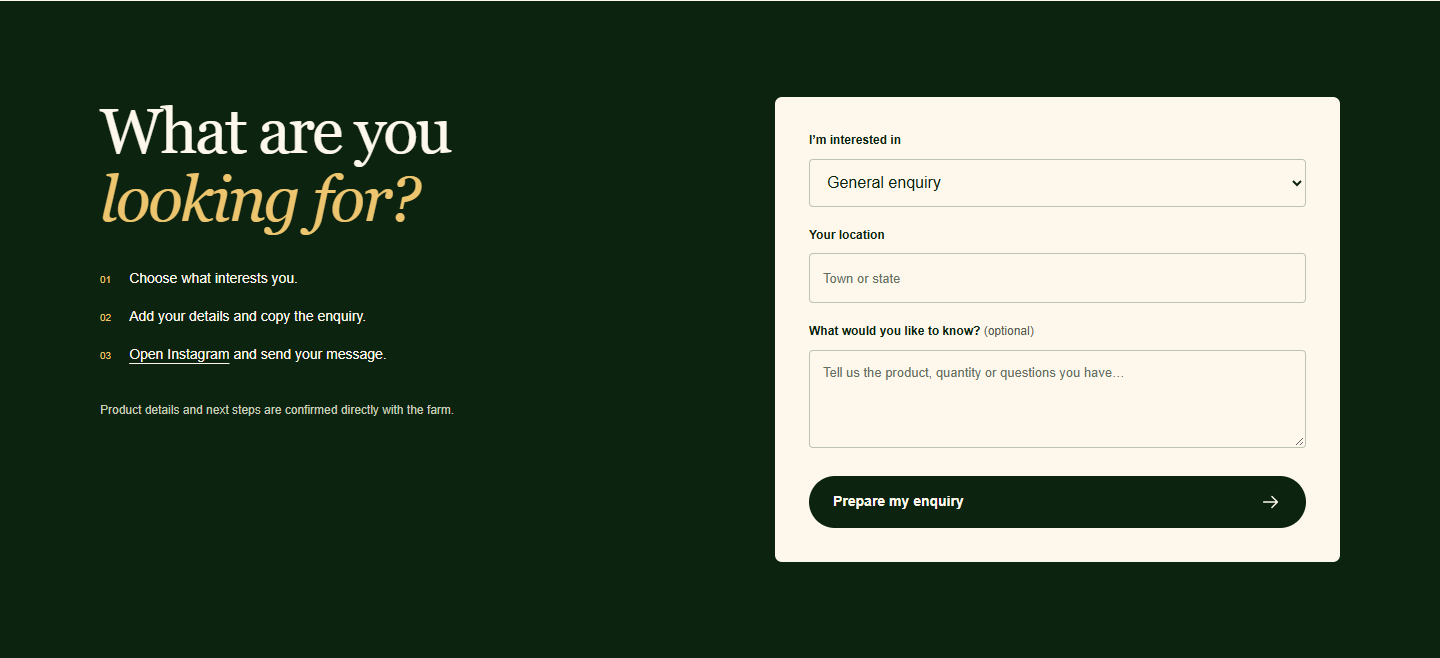 What are you
looking for?
01 Choose what interests you.
02 Add your details and copy the enquiry.
03 Open Instagram and send your message.
Product details and next steps are confirmed directly with the farm.
I’m interested in
General enquiry
Your location
Town or state
What would you like to know? (optional)
Tell us the product, quantity or questions you have…
Prepare my enquiry